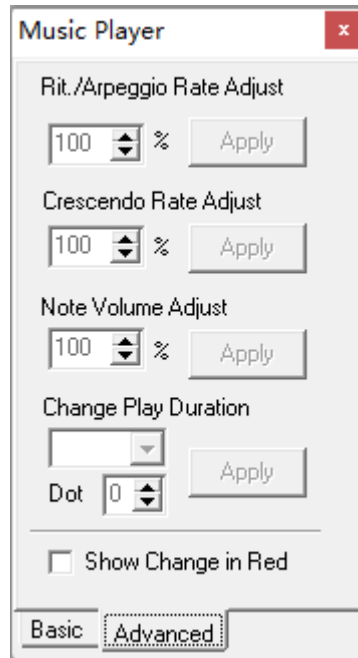 Music Player x
Rit./Arpeggio Rate Adjust
100 % Apply
Crescendo Rate Adjust
100 % Apply
Note Volume Adjust
100 % Apply
Change Play Duration
Apply
Dot 0
Show Change in Red
Basic Advanced